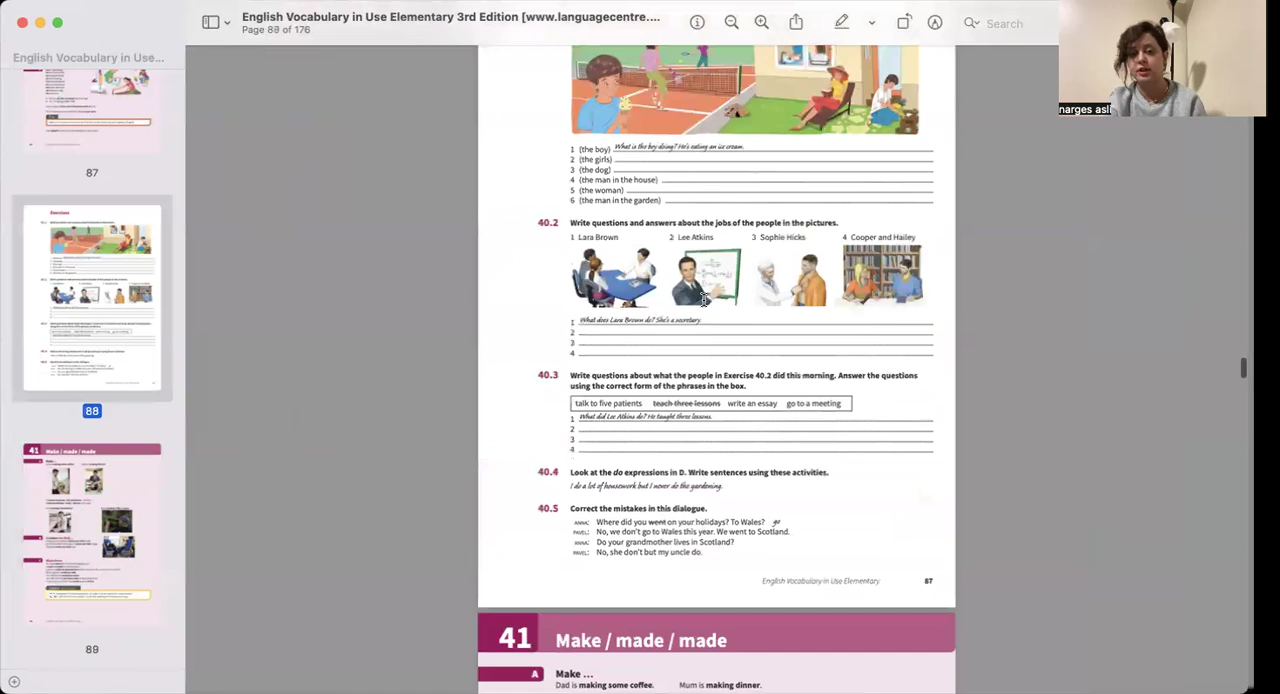 English Vocabulary in Use Elementary 3rd Edition [www.languagecentre....
Page 88 of 176
Search
English Vocabulary in Use...
narges asli
87
88
41 Make / made / made
89
1 (the boy) What is the boy doing? He's eating an ice cream.
2 (the girls)
3 (the dog)
4 (the man in the house)
5 (the woman)
6 (the man in the garden)
40.2 Write questions and answers about the jobs of the people in the pictures.
1 Lara Brown 2 Lee Atkins 3 Sophie Hicks 4 Cooper and Hailey
1 What does Lara Brown do? She's a secretary.
2
3
4
40.3 Write questions about what the people in Exercise 40.2 did this morning. Answer the questions
using the correct form of the phrases in the box.
talk to five patients teach three lessons write an essay go to a meeting
1 What did Lee Atkins do? He taught three lessons.
2
3
4
40.4 Look at the do expressions in D. Write sentences using these activities.
I do a lot of housework but I never do the gardening.
40.5 Correct the mistakes in this dialogue.
ANNA: Where did you went on your holidays? To Wales? go
PAVEL: No, we don't go to Wales this year. We went to Scotland.
ANNA: Do your grandmother lives in Scotland?
PAVEL: No, she don't but my uncle do.
English Vocabulary in Use Elementary 87
41 Make / made / made
A Make ...
Dad is making some coffee. Mum is making dinner.